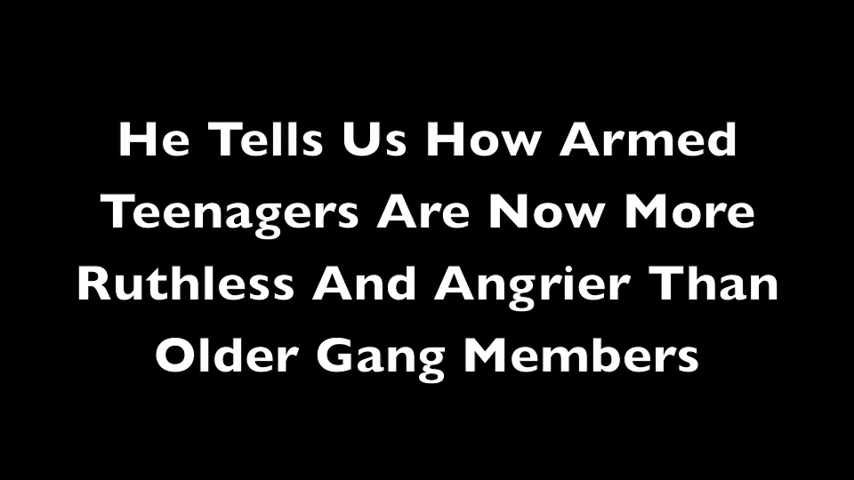 He Tells Us How Armed
Teenagers Are Now More
Ruthless And Angrier Than
Older Gang Members